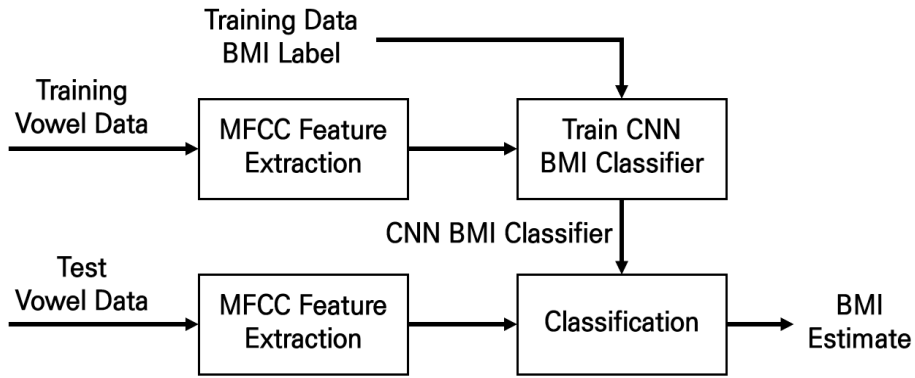 Training Data
BMI Label
Training
Vowel Data
MFCC Feature
Extraction
Train CNN
BMI Classifier
CNN BMI Classifier
Test
Vowel Data
MFCC Feature
Extraction
Classification
BMI
Estimate